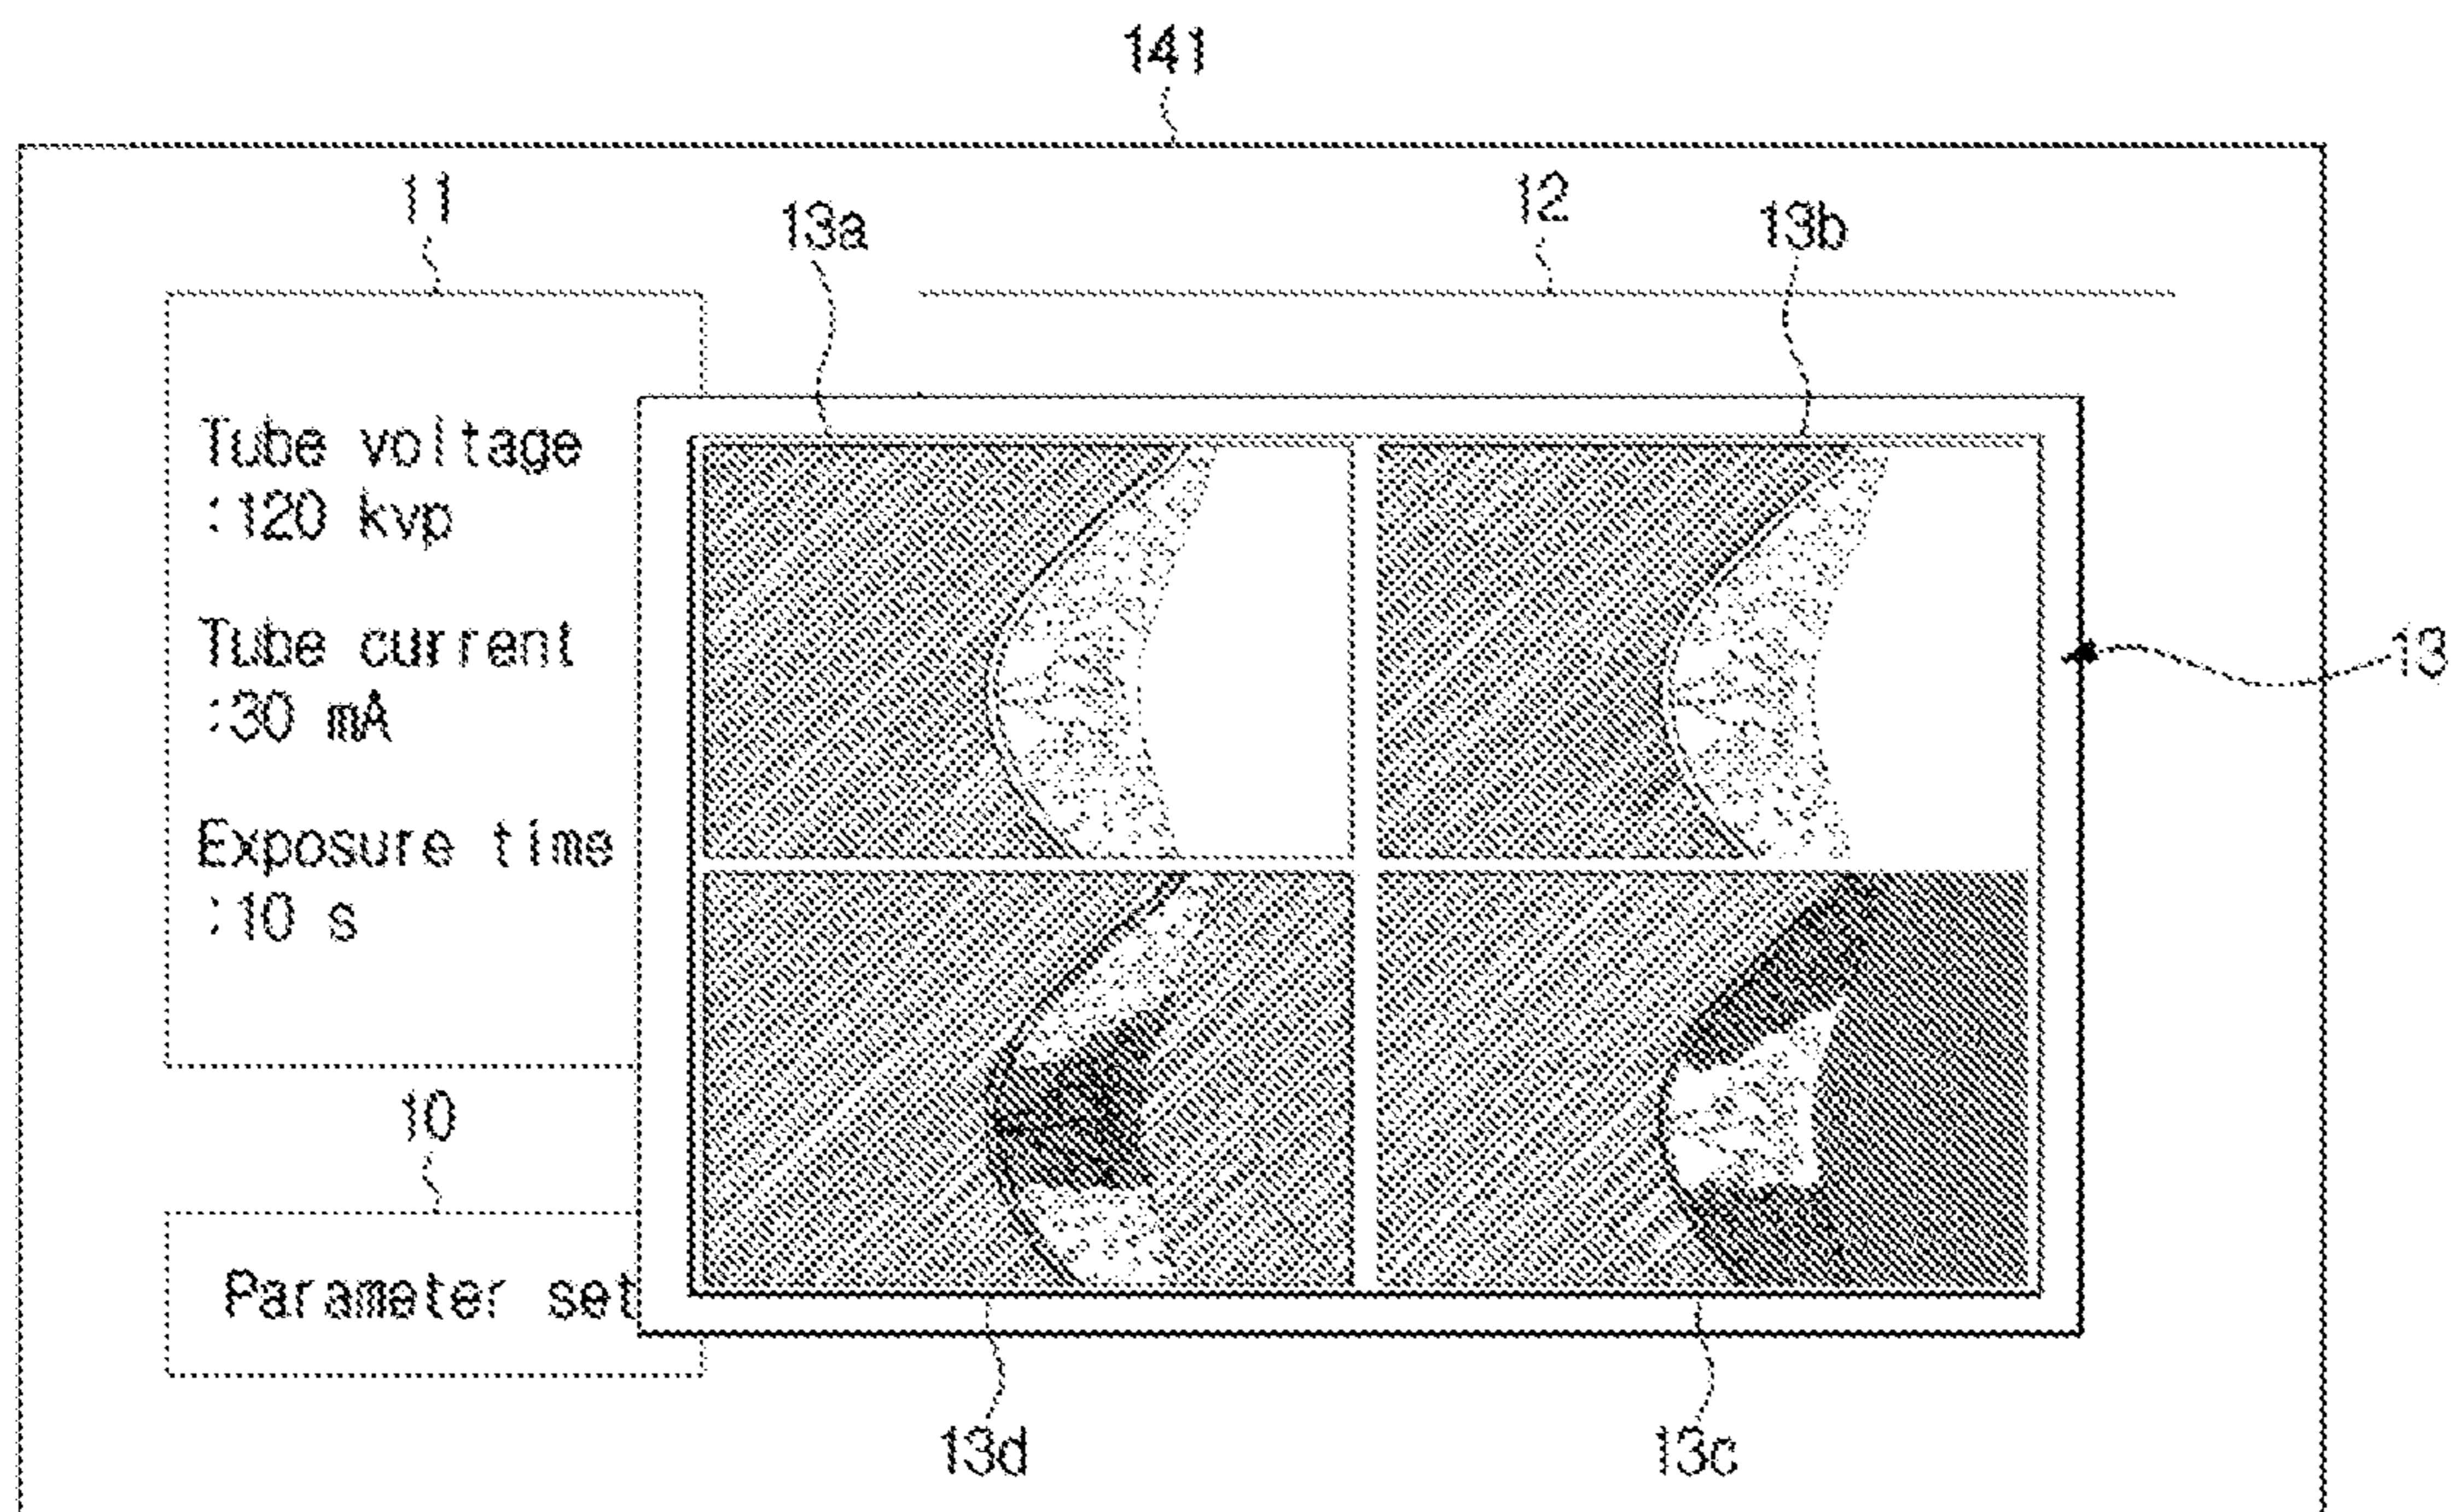 141
11
12
13a
13b
Tube voltage
:120 kvp
Tube current
:30 mA
13
Exposure time
:10 s
10
Parameter set
13d
13c